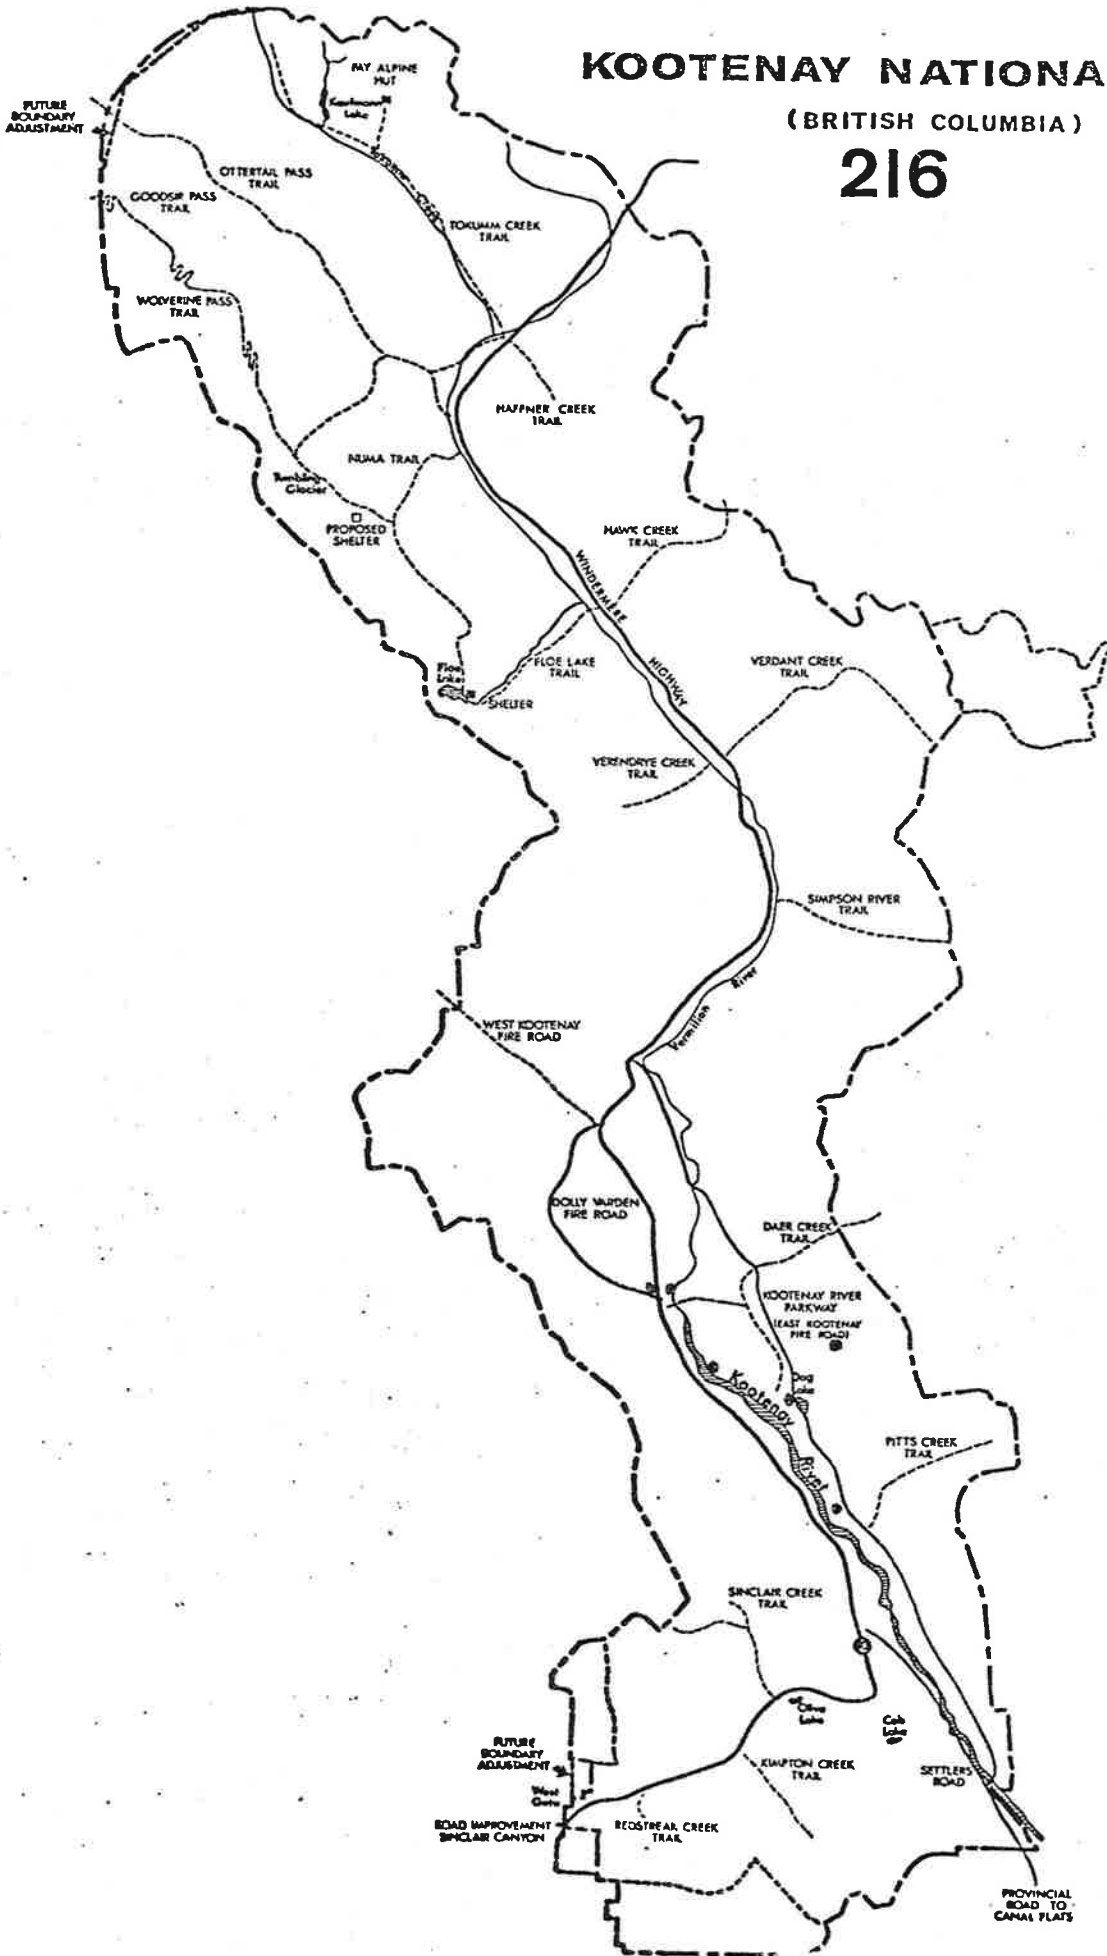 KOOTENAY NATIONA
(BRITISH COLUMBIA)
216
FAY ALPINE
HUT
Kaufmann
Lake
FUTURE
BOUNDARY
ADJUSTMENT
OTTERTAIL PASS
TRAIL
GOODSIR PASS
TRAIL
TOKUMM CREEK
TRAIL
WOLVERINE PASS
TRAIL
HAFFNER CREEK
TRAIL
NUMA TRAIL
Tumbling
Glacier
PROPOSED
SHELTER
HAWK CREEK
TRAIL
WINDERMERE
HIGHWAY
FLOE LAKE
TRAIL
Floe
Lake
SHELTER
VERDANT CREEK
TRAIL
VERENDRYE CREEK
TRAIL
SIMPSON RIVER
TRAIL
Vermilion River
WEST KOOTENAY
FIRE ROAD
DOLLY VARDEN
FIRE ROAD
DAER CREEK
TRAIL
KOOTENAY RIVER
PARKWAY
(EAST KOOTENAY
FIRE ROAD)
Dog
Lake
Kootenay
River
PITTS CREEK
TRAIL
SINCLAIR CREEK
TRAIL
Olive
Lake
Cob
Lake
FUTURE
BOUNDARY
ADJUSTMENT
West
Gate
KIMPTON CREEK
TRAIL
SETTLERS
ROAD
ROAD IMPROVEMENT
SINCLAIR CANYON
REDSTREAK CREEK
TRAIL
PROVINCIAL
ROAD TO
CANAL FLATS